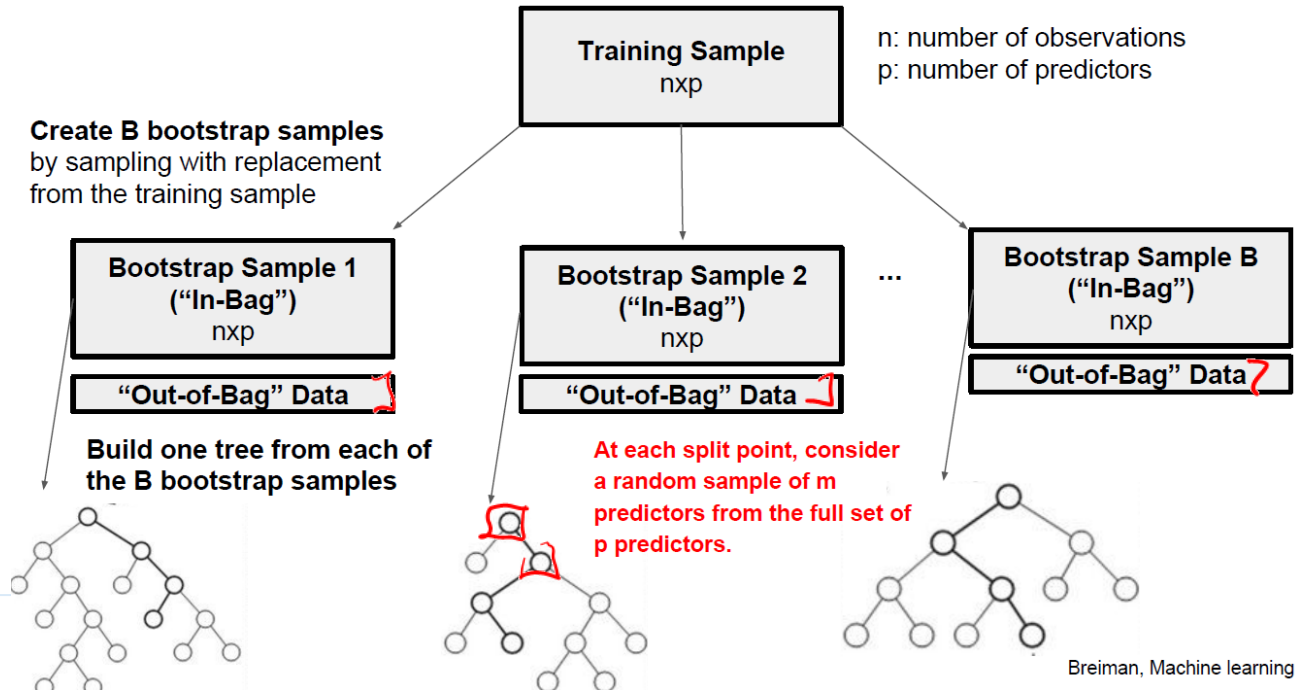 Training Sample
nxp
n: number of observations
p: number of predictors
Create B bootstrap samples
by sampling with replacement
from the training sample
Bootstrap Sample 1
(“In-Bag”)
nxp
“Out-of-Bag” Data
Bootstrap Sample 2
(“In-Bag”)
nxp
“Out-of-Bag” Data
...
Bootstrap Sample B
(“In-Bag”)
nxp
“Out-of-Bag” Data
Build one tree from each of
the B bootstrap samples
At each split point, consider
a random sample of m
predictors from the full set of
p predictors.
Breiman, Machine learning